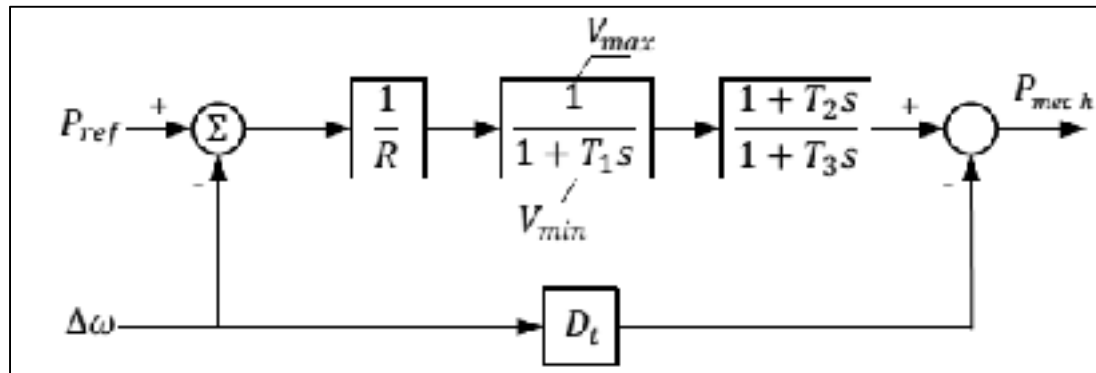 V_max
P_ref + Σ - 1/R 1/(1 + T_1 s) (1 + T_2 s)/(1 + T_3 s) + - P_mech
V_min
Δω D_t